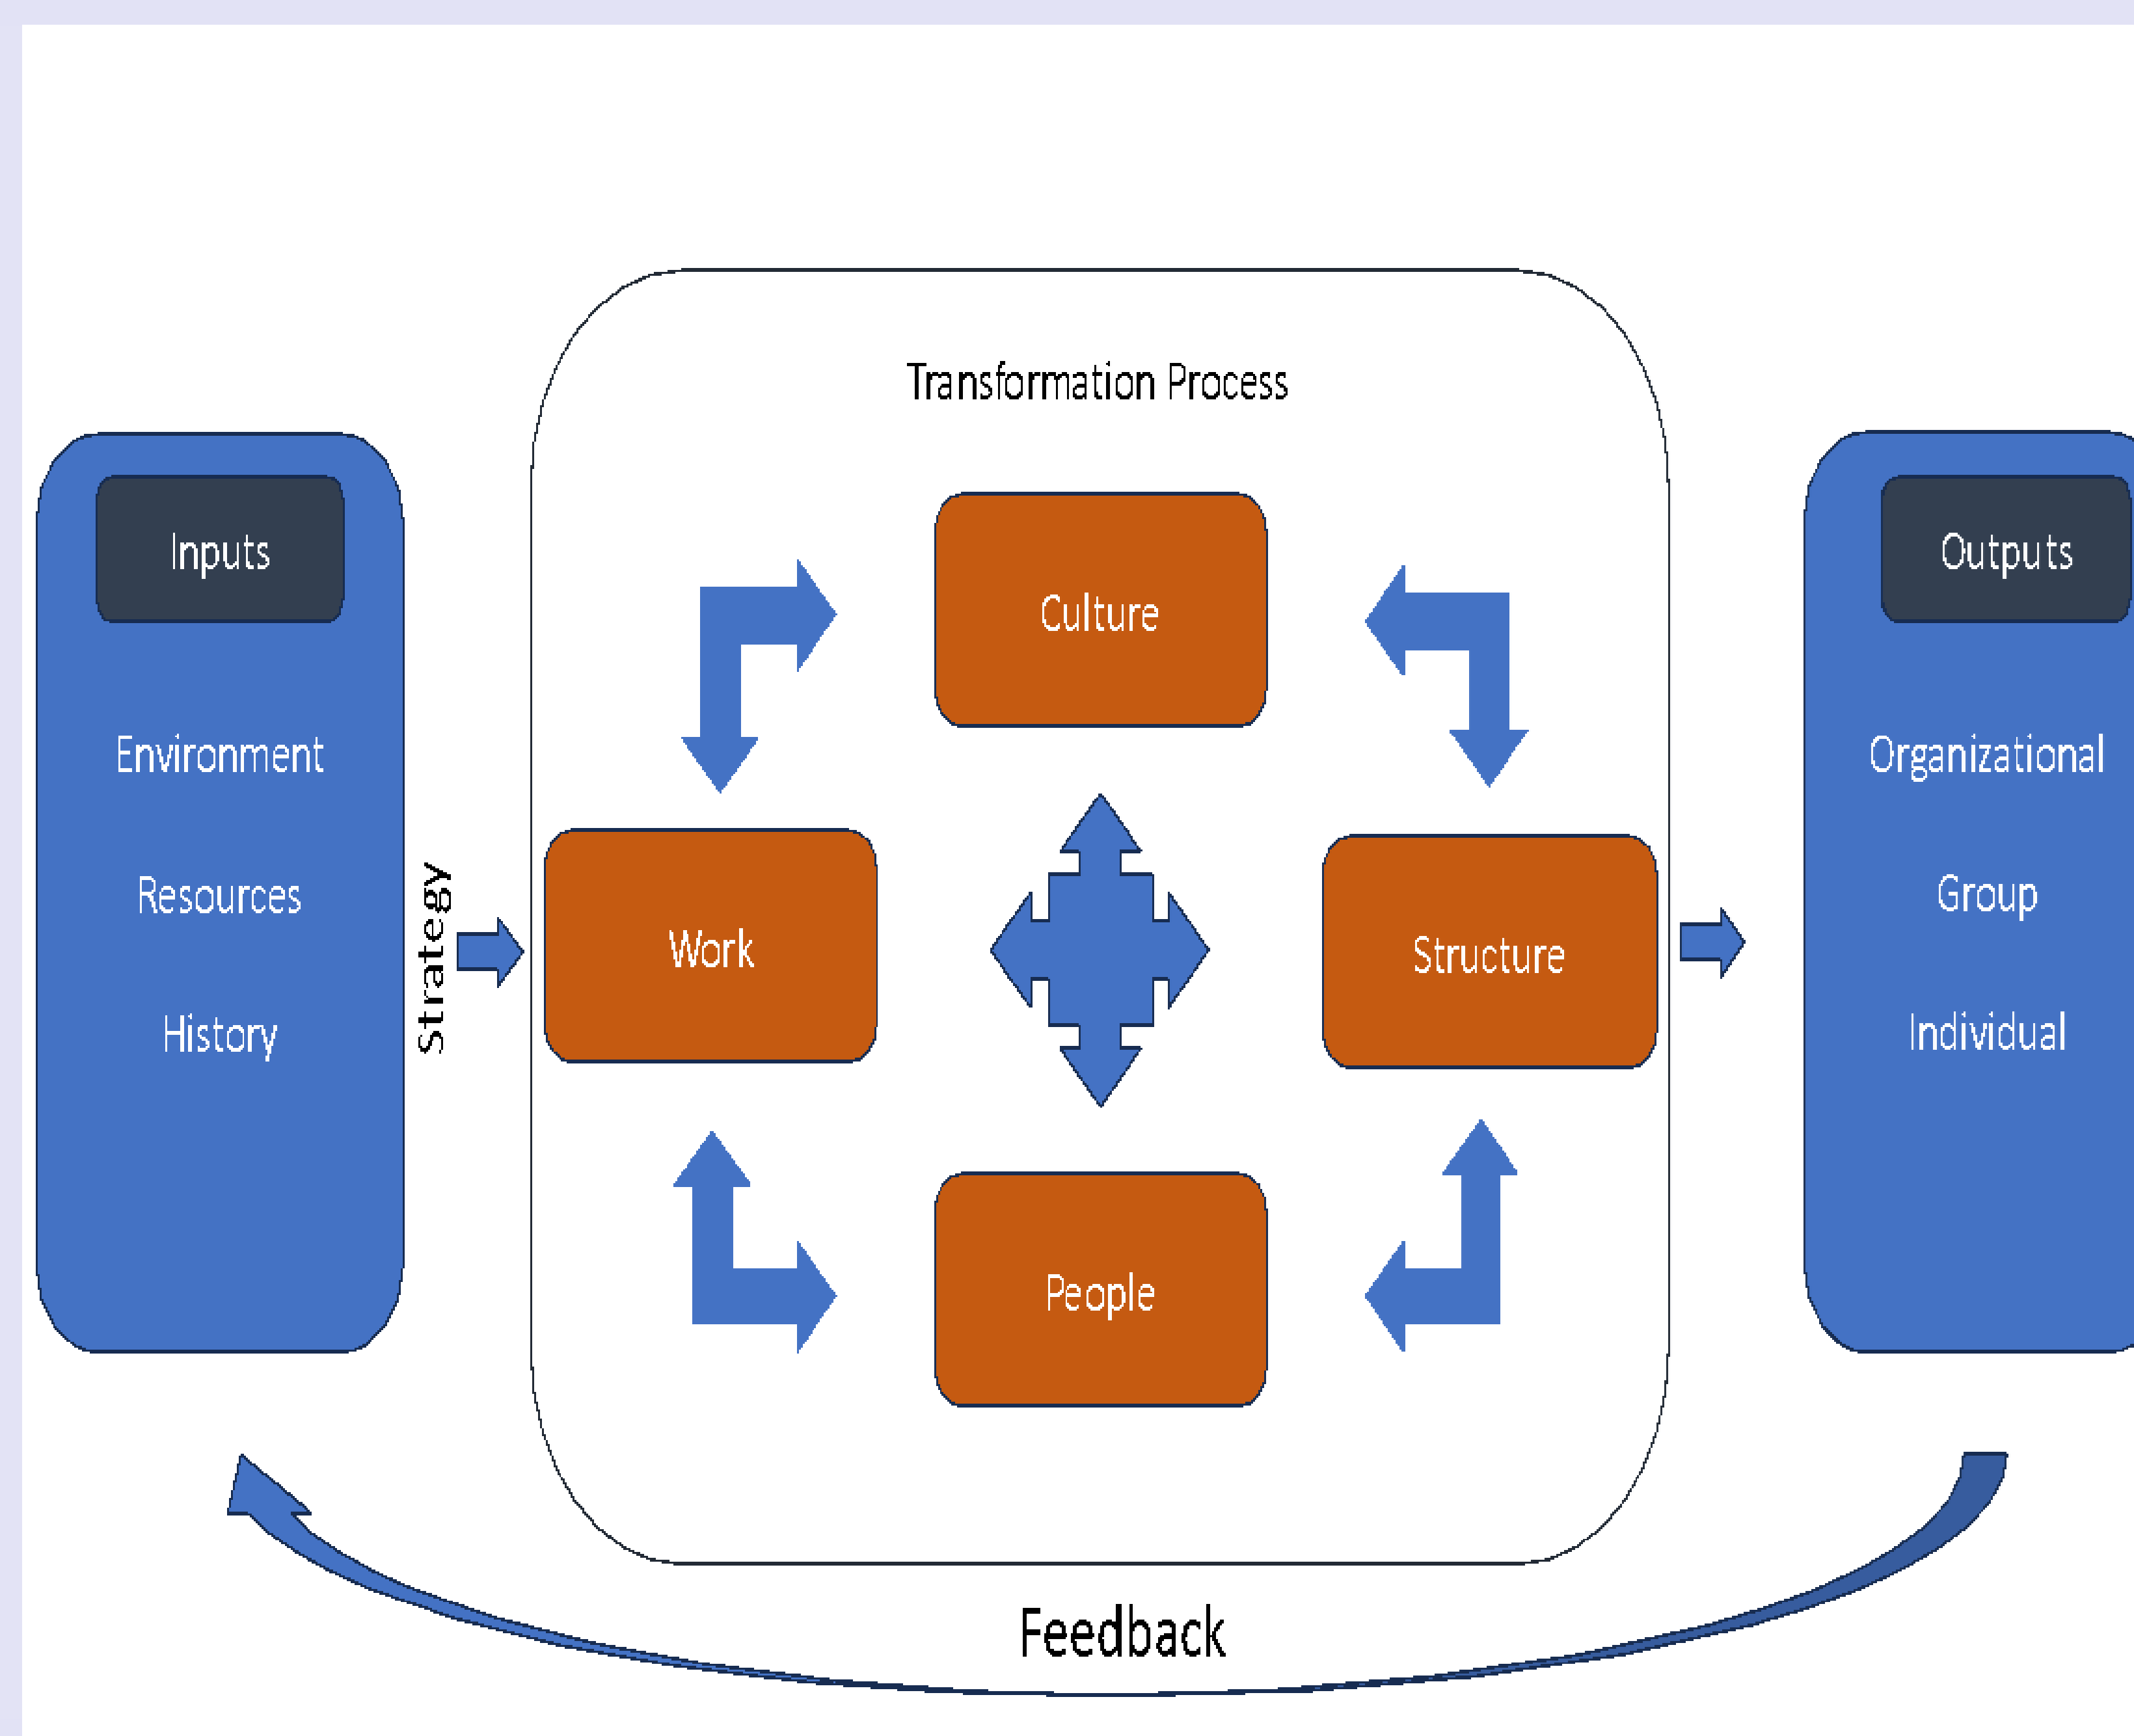 Transformation Process
Inputs
Environment
Resources
History
Strategy
Culture
Work
Structure
People
Outputs
Organizational
Group
Individual
Feedback